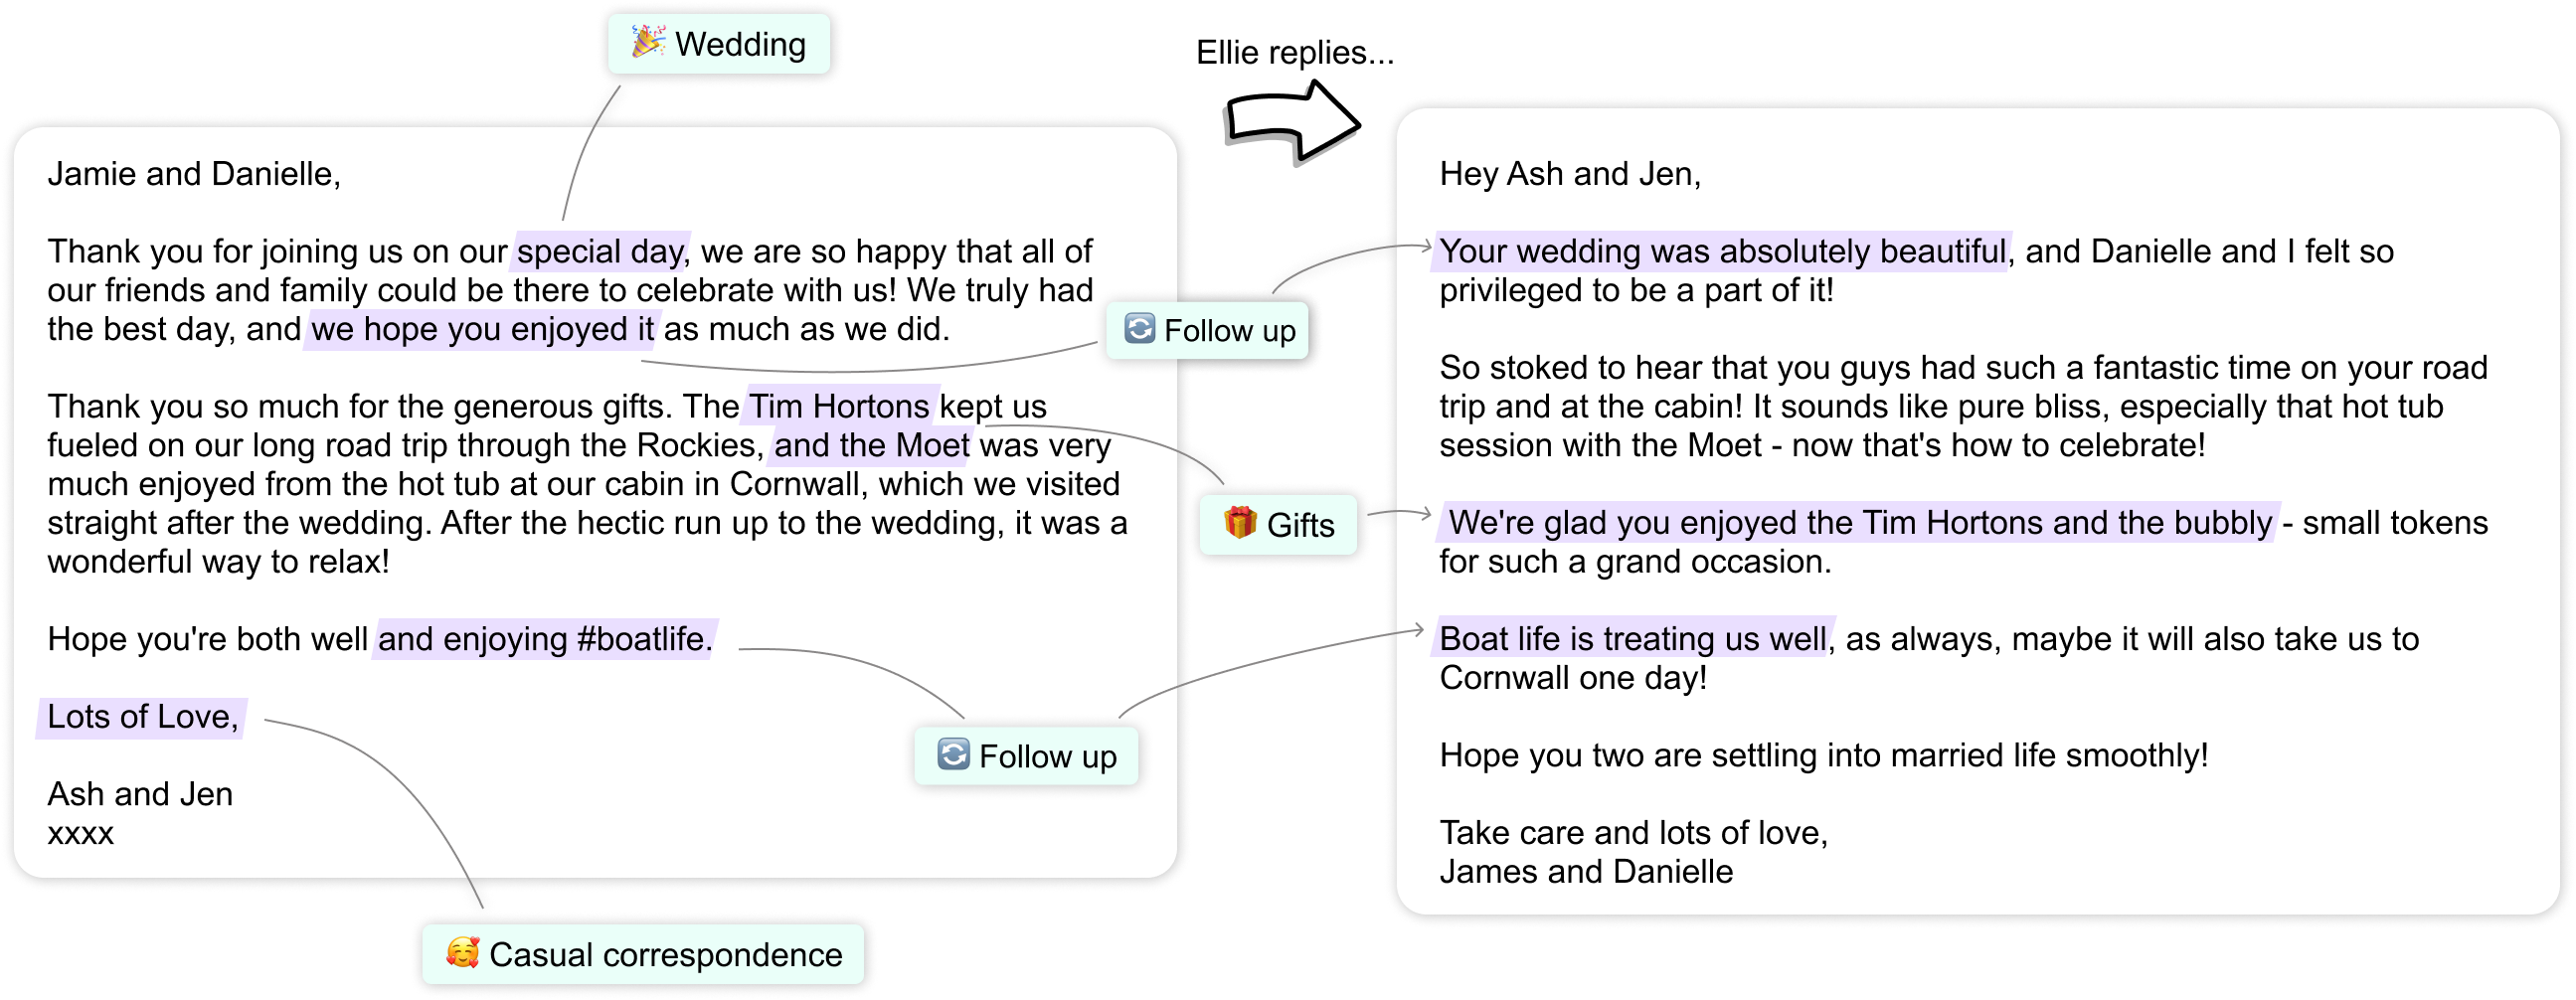 🎉 Wedding
Ellie replies...
Jamie and Danielle,
Thank you for joining us on our special day, we are so happy that all of
our friends and family could be there to celebrate with us! We truly had
the best day, and we hope you enjoyed it as much as we did.
Thank you so much for the generous gifts. The Tim Hortons kept us
fueled on our long road trip through the Rockies, and the Moet was very
much enjoyed from the hot tub at our cabin in Cornwall, which we visited
straight after the wedding. After the hectic run up to the wedding, it was a
wonderful way to relax!
Hope you're both well and enjoying #boatlife.
Lots of Love,
Ash and Jen
xxxx
🔄 Follow up
🎁 Gifts
🔄 Follow up
🥰 Casual correspondence
Hey Ash and Jen,
Your wedding was absolutely beautiful, and Danielle and I felt so
privileged to be a part of it!
So stoked to hear that you guys had such a fantastic time on your road
trip and at the cabin! It sounds like pure bliss, especially that hot tub
session with the Moet - now that's how to celebrate!
We're glad you enjoyed the Tim Hortons and the bubbly - small tokens
for such a grand occasion.
Boat life is treating us well, as always, maybe it will also take us to
Cornwall one day!
Hope you two are settling into married life smoothly!
Take care and lots of love,
James and Danielle